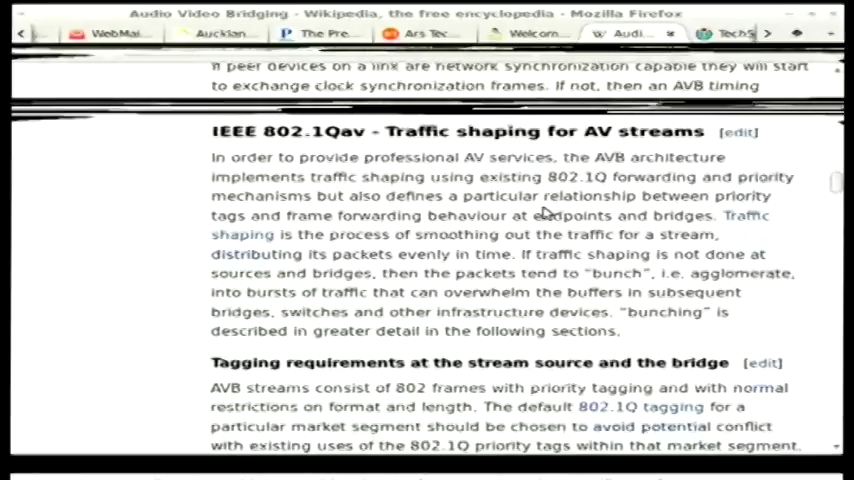 Audio Video Bridging - Wikipedia, the free encyclopedia - Mozilla Firefox
WebMai... Aucklan... The Pre... Ars Tec... Welcom... Audi... TechS
If peer devices on a link are network synchronization capable they will start
to exchange clock synchronization frames. If not, then an AVB timing
IEEE 802.1Qav - Traffic shaping for AV streams [edit]
In order to provide professional AV services, the AVB architecture
implements traffic shaping using existing 802.1Q forwarding and priority
mechanisms but also defines a particular relationship between priority
tags and frame forwarding behaviour at endpoints and bridges. Traffic
shaping is the process of smoothing out the traffic for a stream,
distributing its packets evenly in time. If traffic shaping is not done at
sources and bridges, then the packets tend to "bunch", i.e. agglomerate,
into bursts of traffic that can overwhelm the buffers in subsequent
bridges, switches and other infrastructure devices. "bunching" is
described in greater detail in the following sections.
Tagging requirements at the stream source and the bridge [edit]
AVB streams consist of 802 frames with priority tagging and with normal
restrictions on format and length. The default 802.1Q tagging for a
particular market segment should be chosen to avoid potential conflict
with existing uses of the 802.1Q priority tags within that market segment.